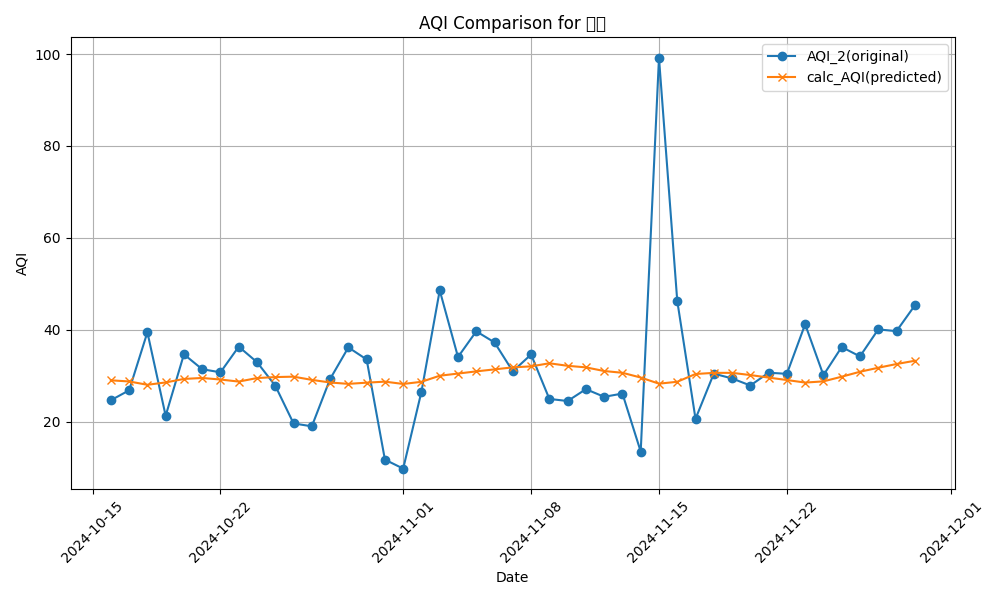 AQI Comparison for
AQI_2(original)
calc_AQI(predicted)
AQI
100
80
60
40
20
2024-10-15
2024-10-22
2024-11-01
2024-11-08
2024-11-15
2024-11-22
2024-12-01
Date